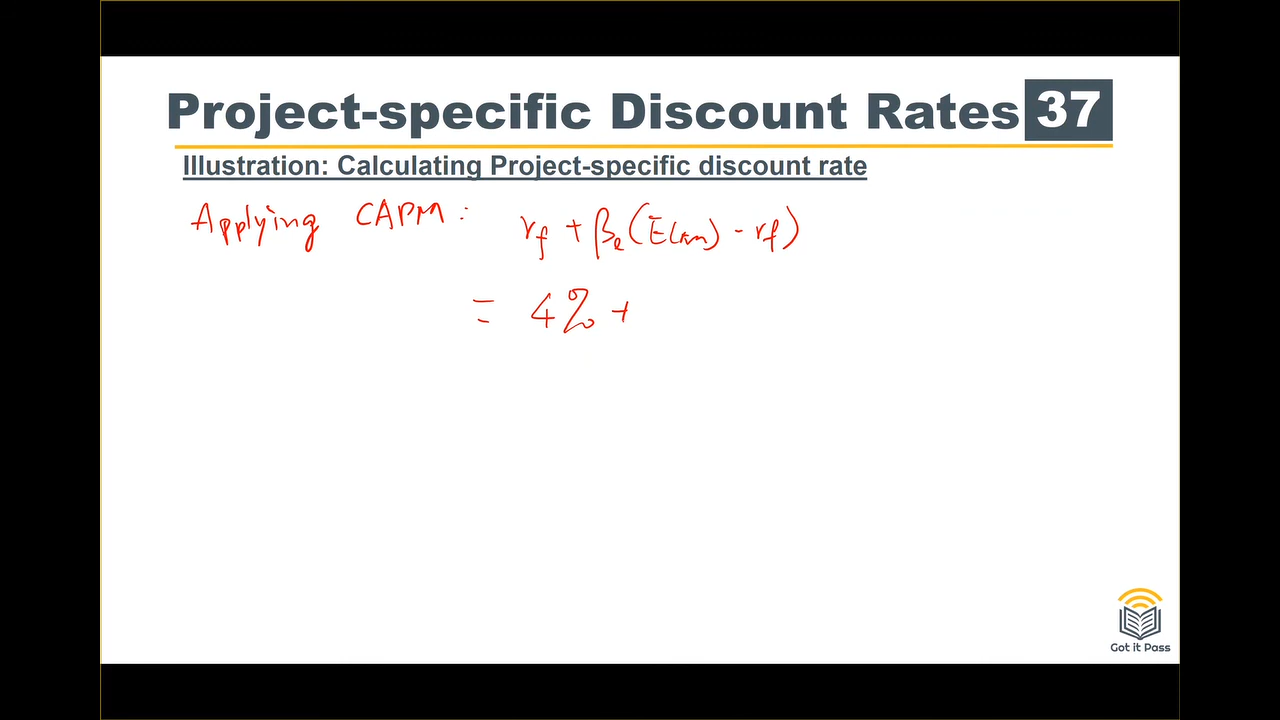 Project-specific Discount Rates 37
Illustration: Calculating Project-specific discount rate
Applying CAPM: rf + βe(E(rm) - rf)
= 4% +
Got it Pass